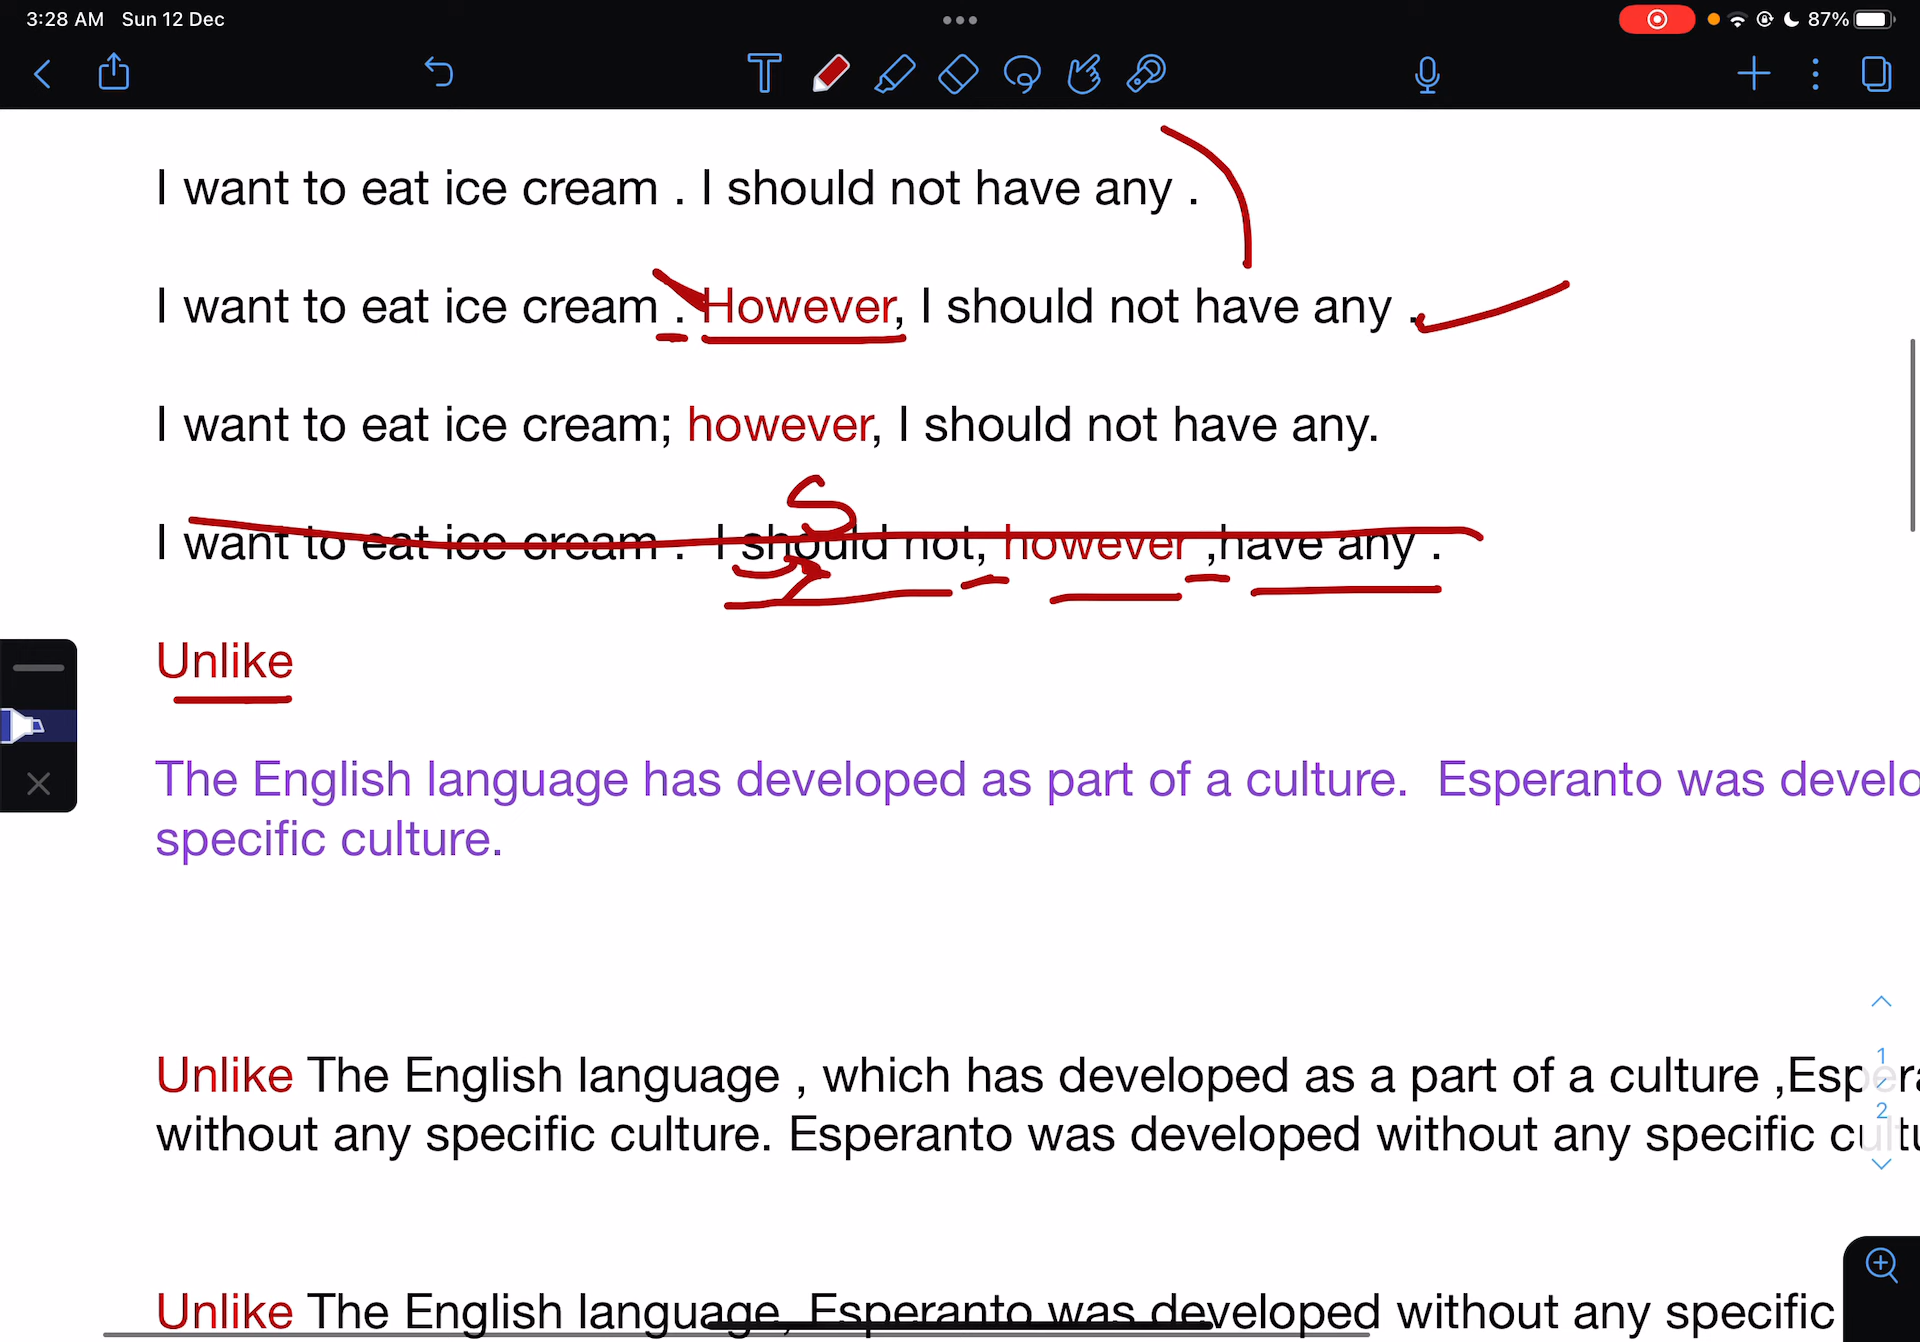 3:28 AM Sun 12 Dec
87%
I want to eat ice cream . I should not have any .
I want to eat ice cream . However, I should not have any .
I want to eat ice cream; however, I should not have any.
S
I want to eat ice cream . I should not, however ,have any .
Unlike
The English language has developed as part of a culture. Esperanto was develo
specific culture.
Unlike The English language , which has developed as a part of a culture ,Espera
without any specific culture. Esperanto was developed without any specific cultu
Unlike The English language, Esperanto was developed without any specific
1
2